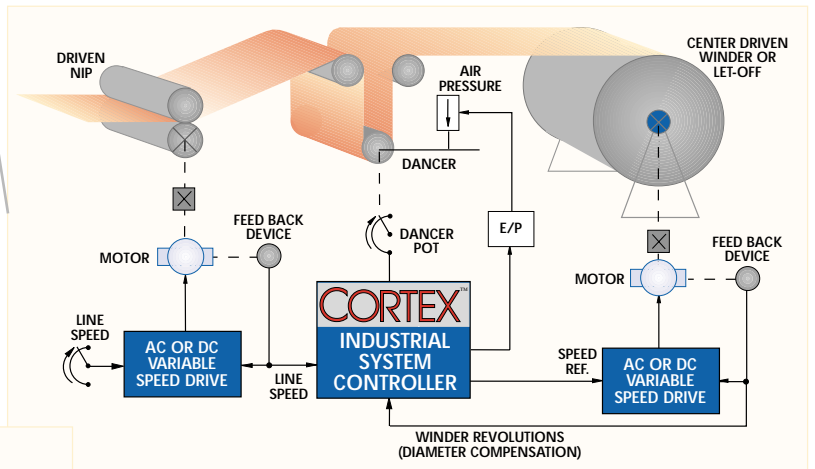 DRIVEN
NIP
AIR
PRESSURE
CENTER DRIVEN
WINDER OR
LET-OFF
DANCER
FEED BACK
DEVICE
DANCER
POT
E/P
MOTOR
FEED BACK
DEVICE
MOTOR
CORTEX™
INDUSTRIAL
SYSTEM
CONTROLLER
LINE
SPEED
AC OR DC
VARIABLE
SPEED DRIVE
LINE
SPEED
SPEED
REF.
AC OR DC
VARIABLE
SPEED DRIVE
WINDER REVOLUTIONS
(DIAMETER COMPENSATION)